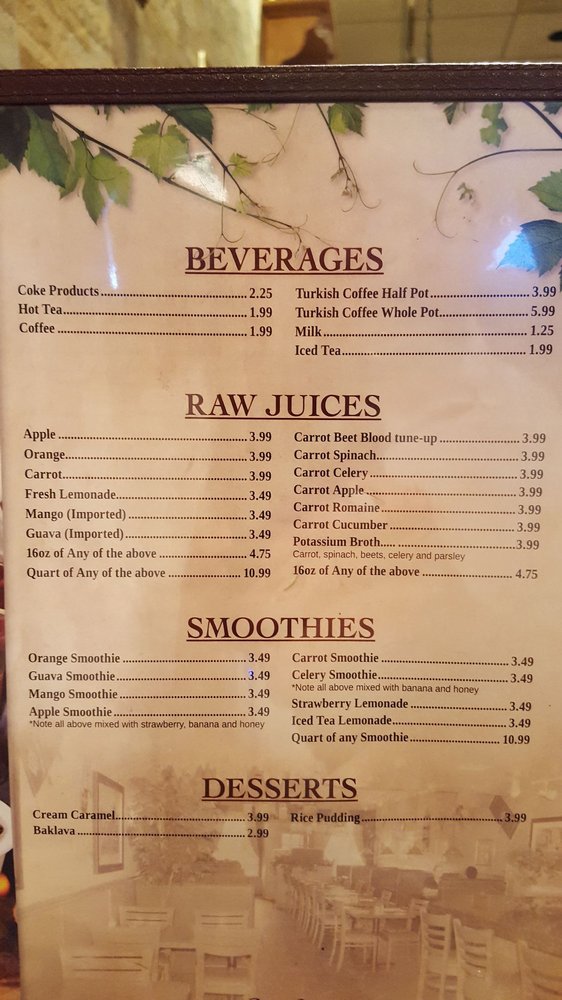 BEVERAGES
Coke Products 2.25
Hot Tea 1.99
Coffee 1.99
Turkish Coffee Half Pot 3.99
Turkish Coffee Whole Pot 5.99
Milk 1.25
Iced Tea 1.99
RAW JUICES
Apple 3.99
Orange 3.99
Carrot 3.99
Fresh Lemonade 3.49
Mango (Imported) 3.49
Guava (Imported) 3.49
16oz of Any of the above 4.75
Quart of Any of the above 10.99
Carrot Beet Blood tune-up 3.99
Carrot Spinach 3.99
Carrot Celery 3.99
Carrot Apple 3.99
Carrot Romaine 3.99
Carrot Cucumber 3.99
Potassium Broth 3.99
Carrot, spinach, beets, celery and parsley
16oz of Any of the above 4.75
SMOOTHIES
Orange Smoothie 3.49
Guava Smoothie 3.49
Mango Smoothie 3.49
Apple Smoothie 3.49
*Note all above mixed with strawberry, banana and honey
Carrot Smoothie 3.49
Celery Smoothie 3.49
*Note all above mixed with banana and honey
Strawberry Lemonade 3.49
Iced Tea Lemonade 3.49
Quart of any Smoothie 10.99
DESSERTS
Cream Caramel 3.99
Baklava 2.99
Rice Pudding 3.99